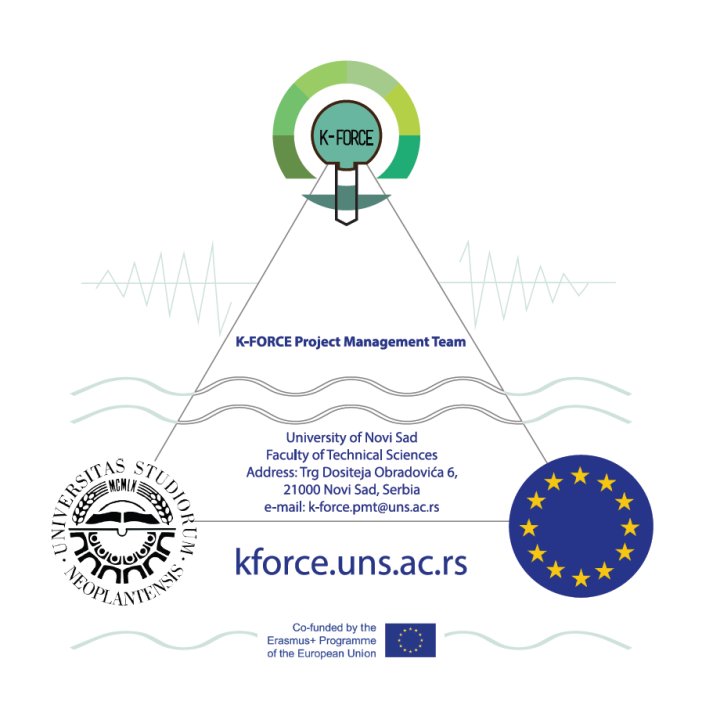 K-FORCE
K-FORCE Project Management Team
University of Novi Sad
Faculty of Technical Sciences
Address: Trg Dositeja Obradovića 6,
21000 Novi Sad, Serbia
e-mail: k-force.pmt@uns.ac.rs
UNIVERSITAS STUDIORUM
MCMLX
NEOPLANTENSIS
kforce.uns.ac.rs
Co-funded by the
Erasmus+ Programme
of the European Union